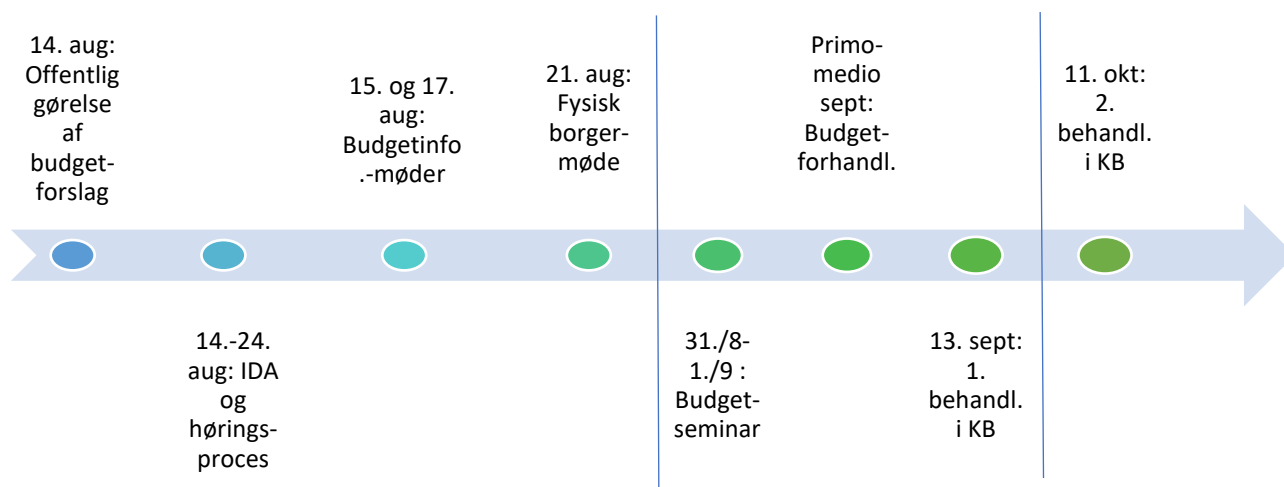 14. aug:
Offentlig
gørelse
af
budget-
forslag
14.-24.
aug: IDA
og
hørings-
proces
15. og 17.
aug:
Budgetinfo
.-møder
21. aug:
Fysisk
borger-
møde
31./8-
1./9 :
Budget-
seminar
Primo-
medio
sept:
Budget-
forhandl.
13. sept:
1.
behandl.
i KB
11. okt:
2.
behandl.
i KB